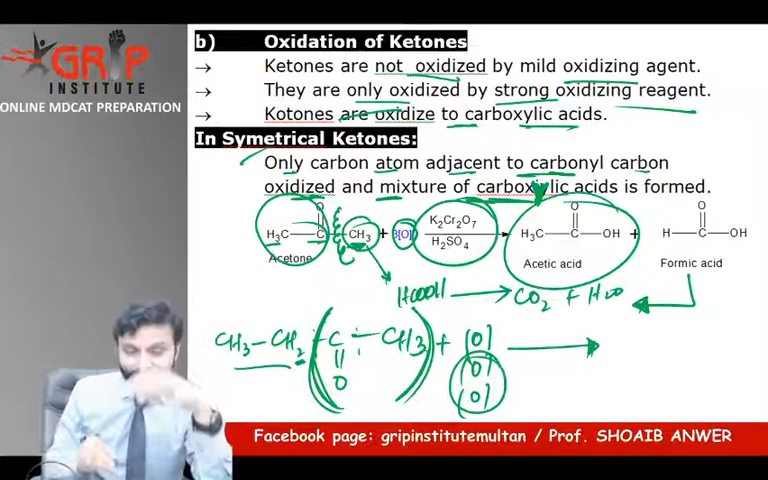 GRIP
INSTITUTE
ONLINE MDCAT PREPARATION
b) Oxidation of Ketones
→ Ketones are not oxidized by mild oxidizing agent.
→ They are only oxidized by strong oxidizing reagent.
→ Kotones are oxidize to carboxylic acids.
In Symetrical Ketones:
Only carbon atom adjacent to carbonyl carbon
oxidized and mixture of carboxylic acids is formed.
O O O
H₃C—C—CH₃ + 3[O] K₂Cr₂O₇ H₃C—C—OH + H—C—OH
H₂SO₄
Acetone Acetic acid Formic acid
HCOOH → CO₂ + H₂O
CH₃-CH₂-C-CH₃ + [O] →
O [O]
[O]
Facebook page: gripinstitutemultan / Prof. SHOAIB ANWER